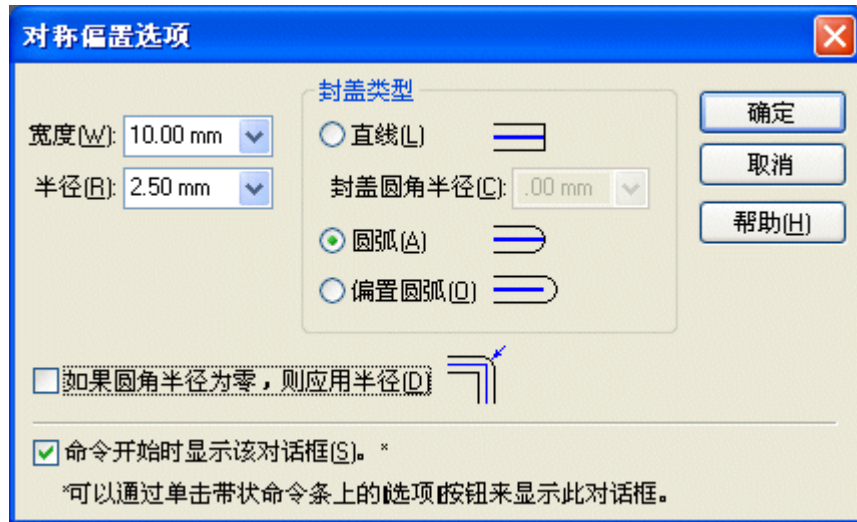 对称偏置选项
宽度(W): 10.00 mm
半径(R): 2.50 mm
封盖类型
直线(L)
封盖圆角半径(C): .00 mm
圆弧(A)
偏置圆弧(O)
确定
取消
帮助(H)
如果圆角半径为零，则应用半径(D)
命令开始时显示该对话框(S)。*
*可以通过单击带状命令条上的 选项 按钮来显示此对话框。